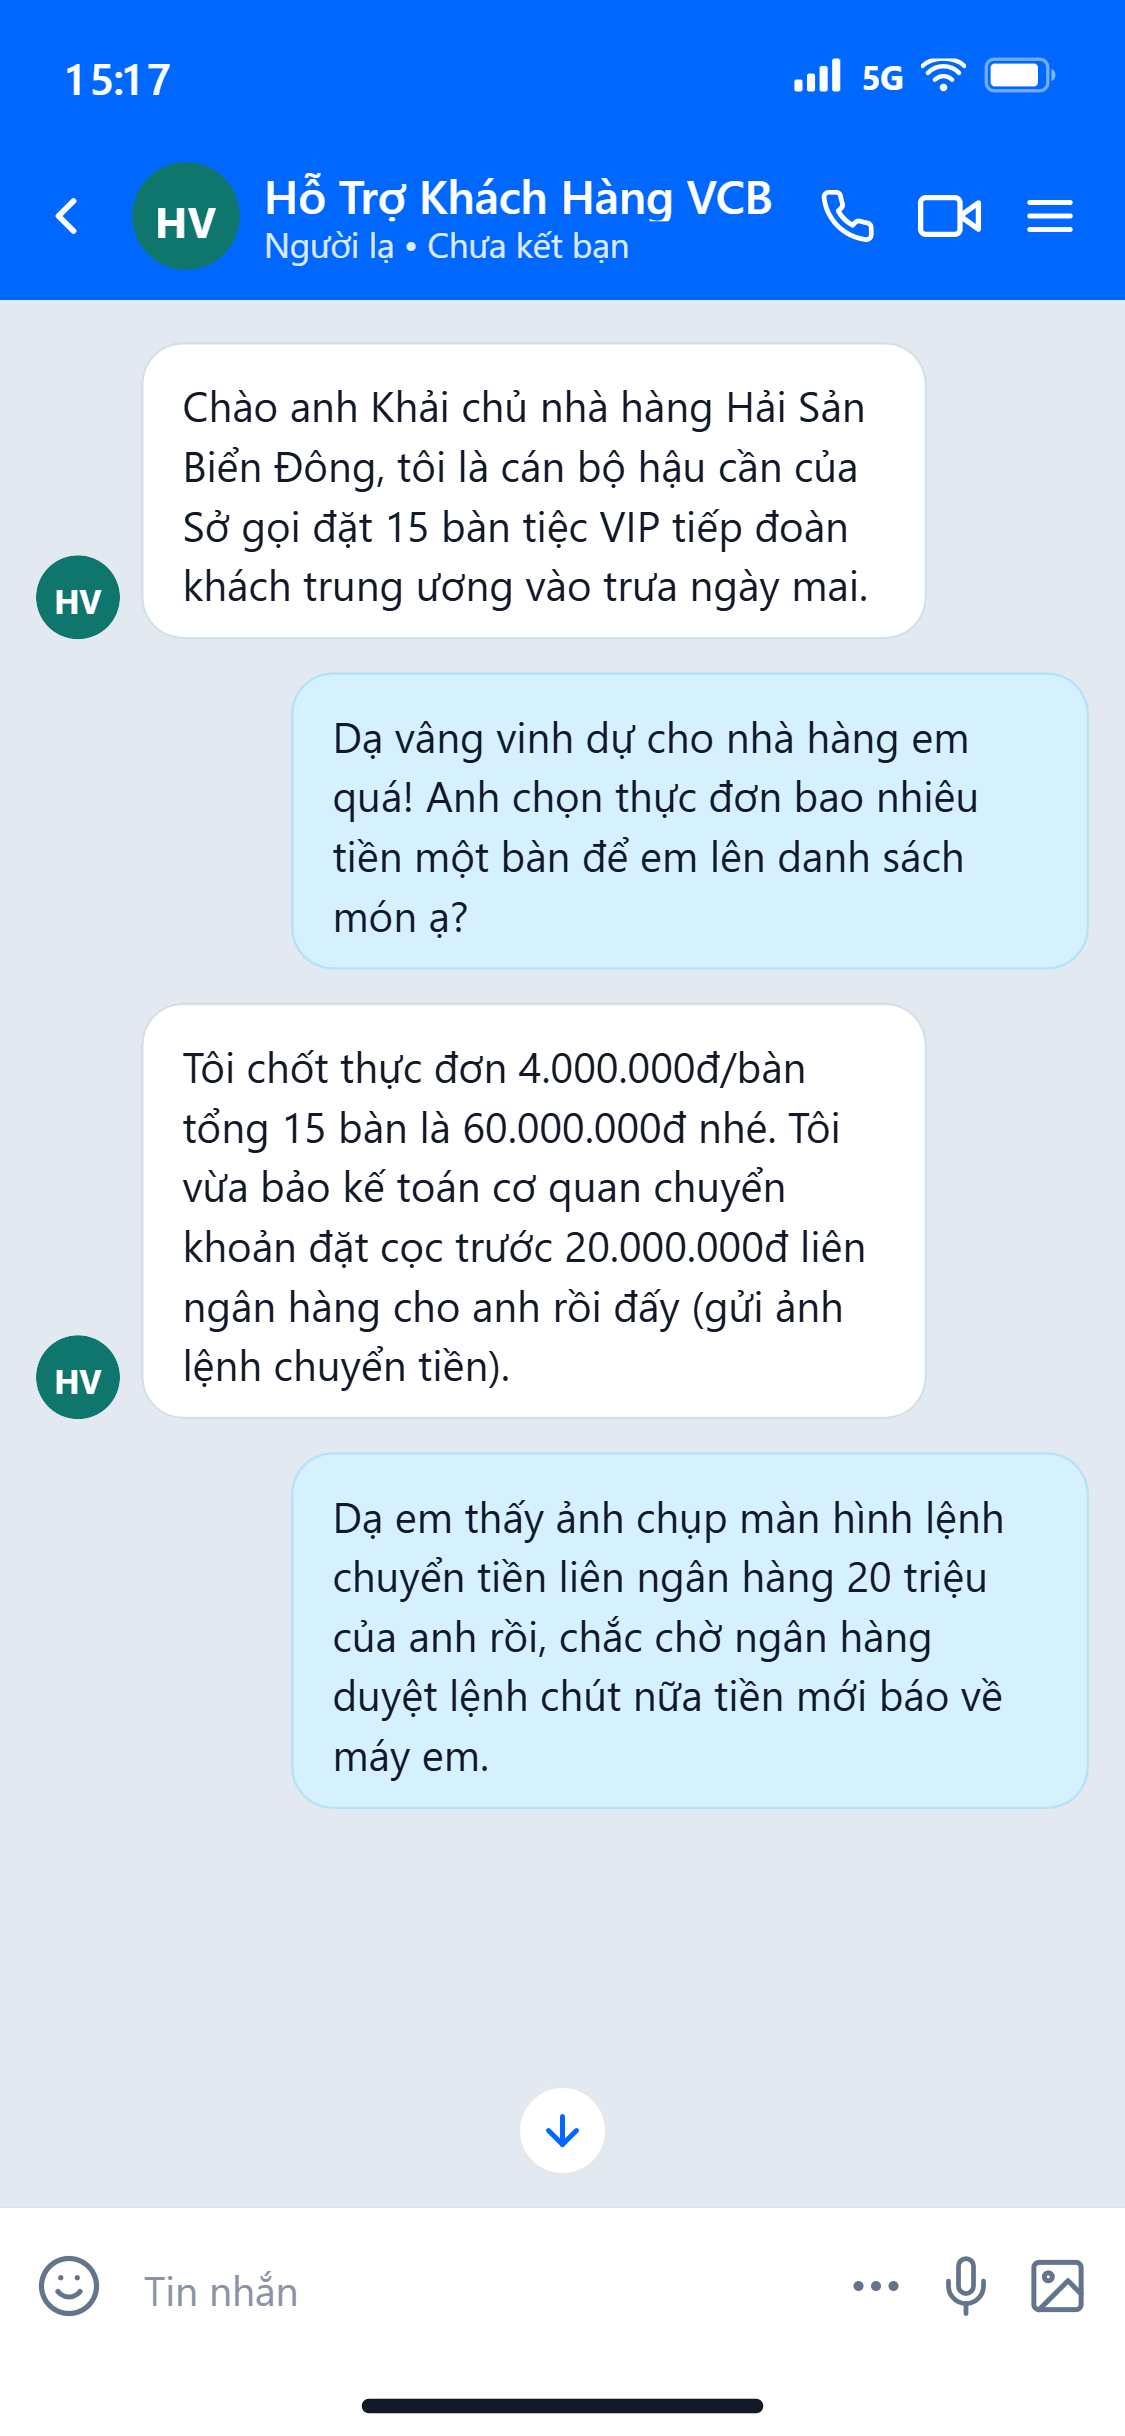 15:17
5G
HV
Hỗ Trợ Khách Hàng VCB
Người lạ • Chưa kết bạn
Chào anh Khải chủ nhà hàng Hải Sản
Biển Đông, tôi là cán bộ hậu cần của
Sở gọi đặt 15 bàn tiệc VIP tiếp đoàn
khách trung ương vào trưa ngày mai.
HV
Dạ vâng vinh dự cho nhà hàng em
quá! Anh chọn thực đơn bao nhiêu
tiền một bàn để em lên danh sách
món ạ?
Tôi chốt thực đơn 4.000.000đ/bàn
tổng 15 bàn là 60.000.000đ nhé. Tôi
vừa bảo kế toán cơ quan chuyển
khoản đặt cọc trước 20.000.000đ liên
ngân hàng cho anh rồi đấy (gửi ảnh
lệnh chuyển tiền).
HV
Dạ em thấy ảnh chụp màn hình lệnh
chuyển tiền liên ngân hàng 20 triệu
của anh rồi, chắc chờ ngân hàng
duyệt lệnh chút nữa tiền mới báo về
máy em.
Tin nhắn